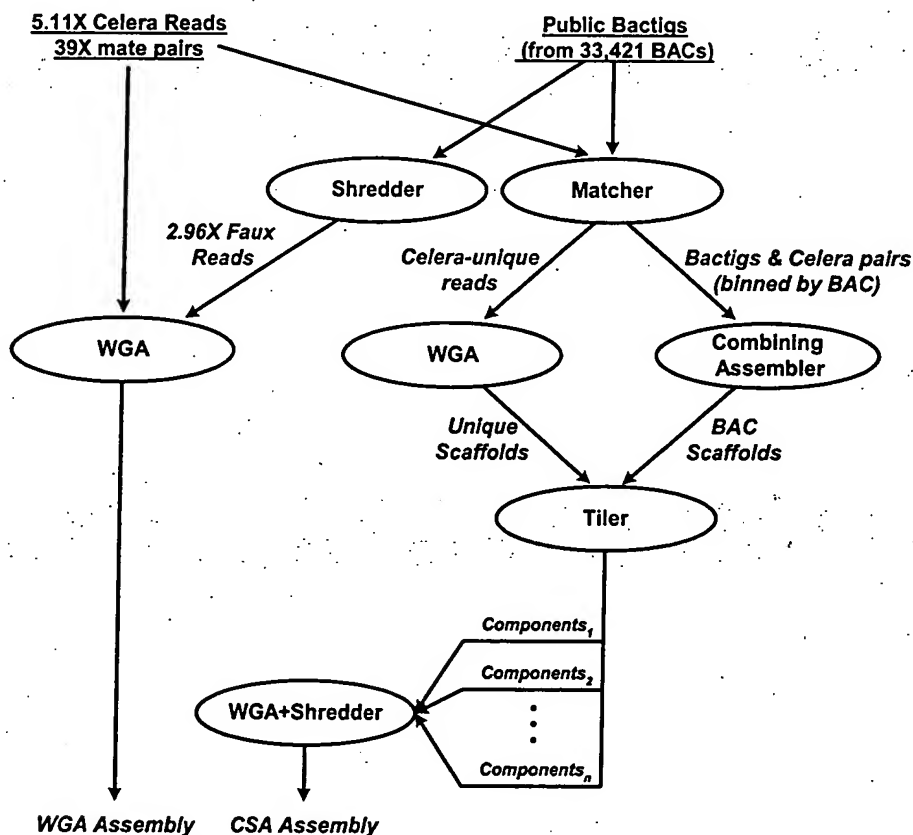 5.11X Celera Reads
39X mate pairs
Public Bactigs
(from 33,421 BACs)
Shredder
Matcher
2.96X Faux
Reads
Celera-unique
reads
Bactigs & Celera pairs
(binned by BAC)
WGA
WGA
Combining
Assembler
Unique
Scaffolds
BAC
Scaffolds
Tiler
Components1
Components2
Componentsn
WGA+Shredder
WGA Assembly
CSA Assembly